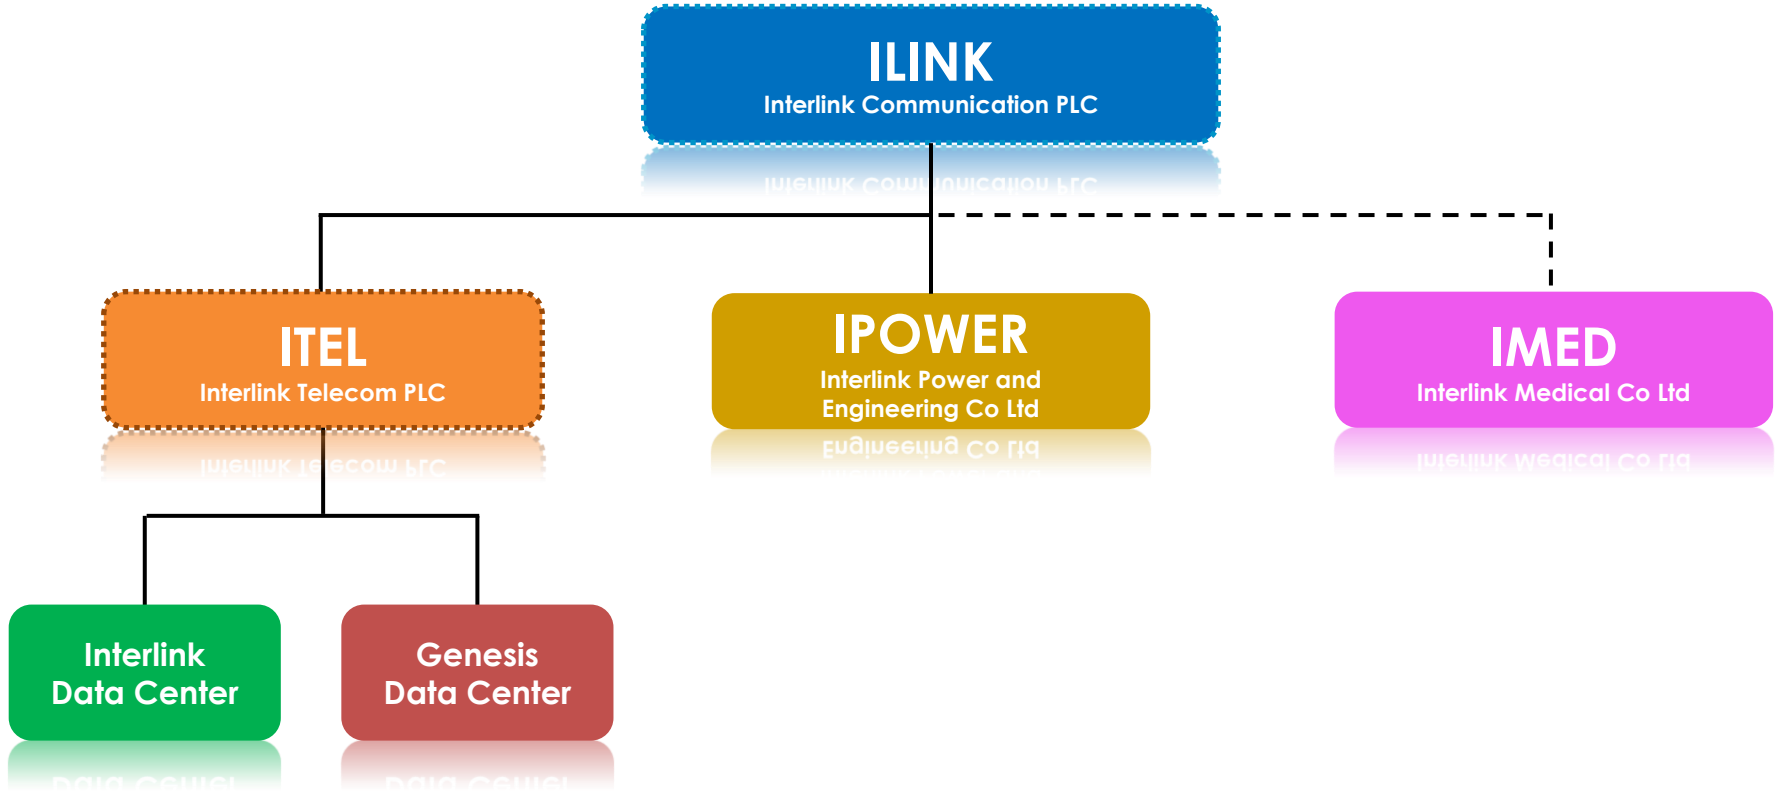 ILINK
Interlink Communication PLC
ITEL
Interlink Telecom PLC
IPOWER
Interlink Power and
Engineering Co Ltd
IMED
Interlink Medical Co Ltd
Interlink
Data Center
Genesis
Data Center